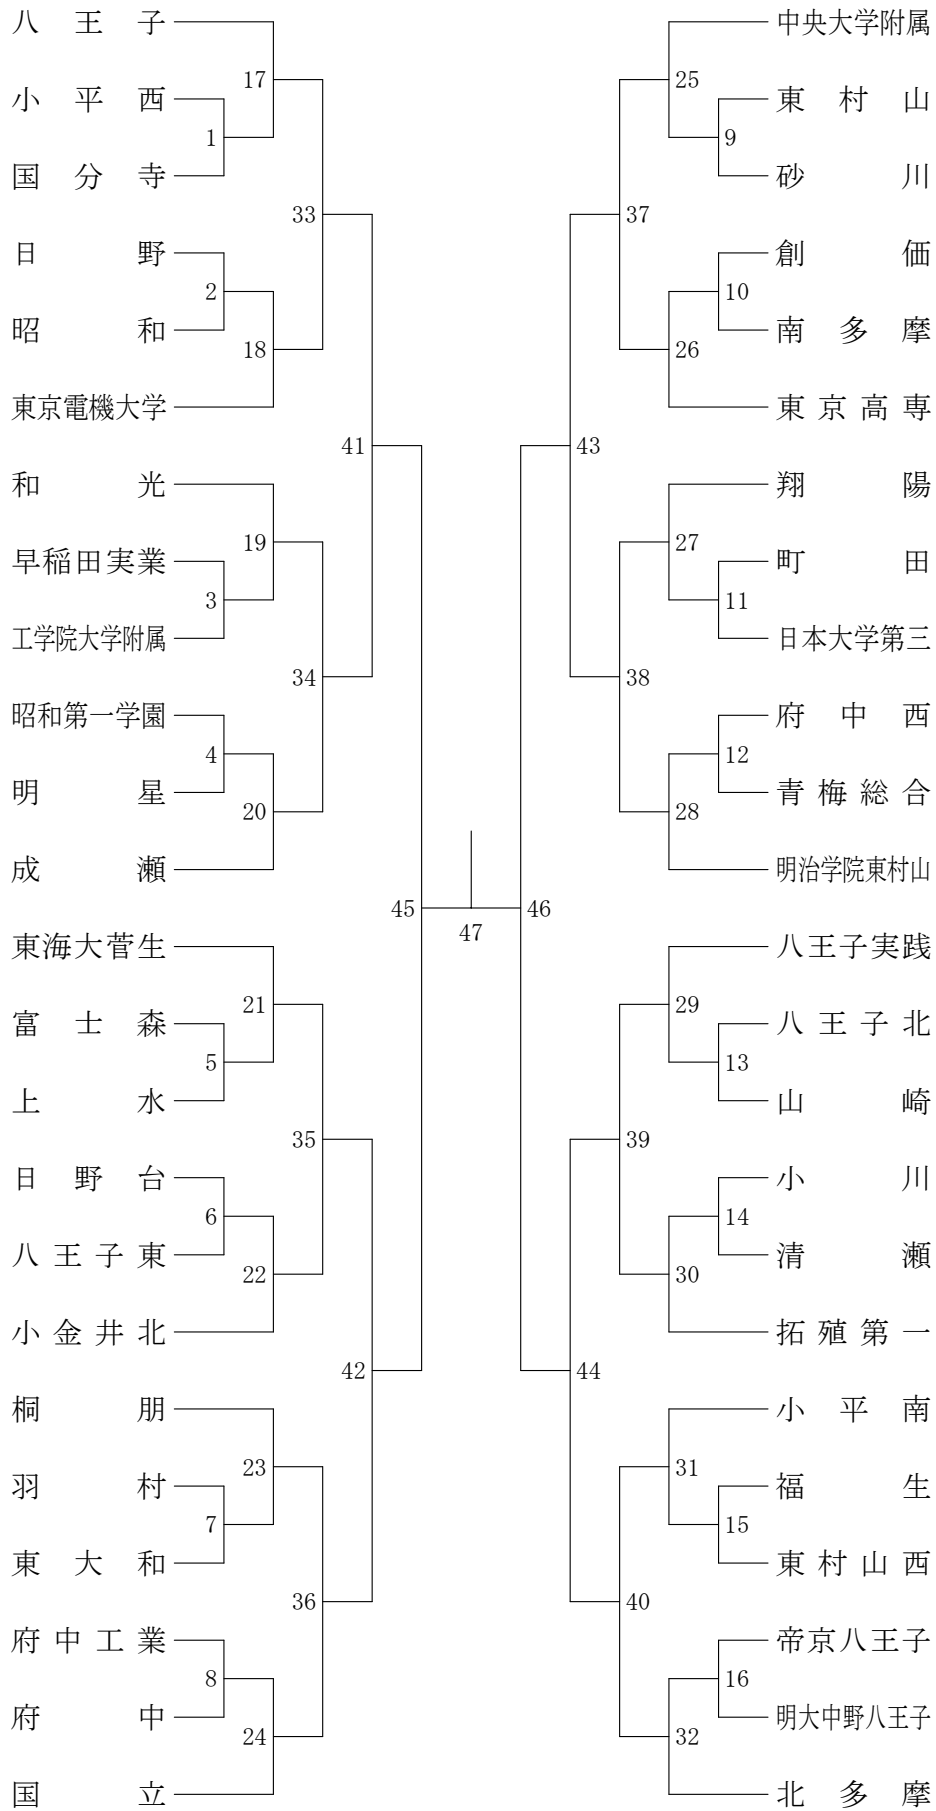 八王子
17
小平西
1
国分寺
33
日野
2
昭和
18
東京電機大学
41
和光
19
早稲田実業
3
工学院大学附属
34
昭和第一学園
4
明星
20
成瀬
45
東海大菅生
21
富士森
5
上水
35
日野台
6
八王子東
22
小金井北
42
桐朋
23
羽村
7
東大和
36
府中工業
8
府中
24
国立
47
中央大学附属
25
東村山
9
砂川
37
創価
10
南多摩
26
東京高専
43
翔陽
27
町田
11
日本大学第三
38
府中西
12
青梅総合
28
明治学院東村山
46
八王子実践
29
八王子北
13
山崎
39
小川
14
清瀬
30
拓殖第一
44
小平南
31
福生
15
東村山西
40
帝京八王子
16
明大中野八王子
32
北多摩